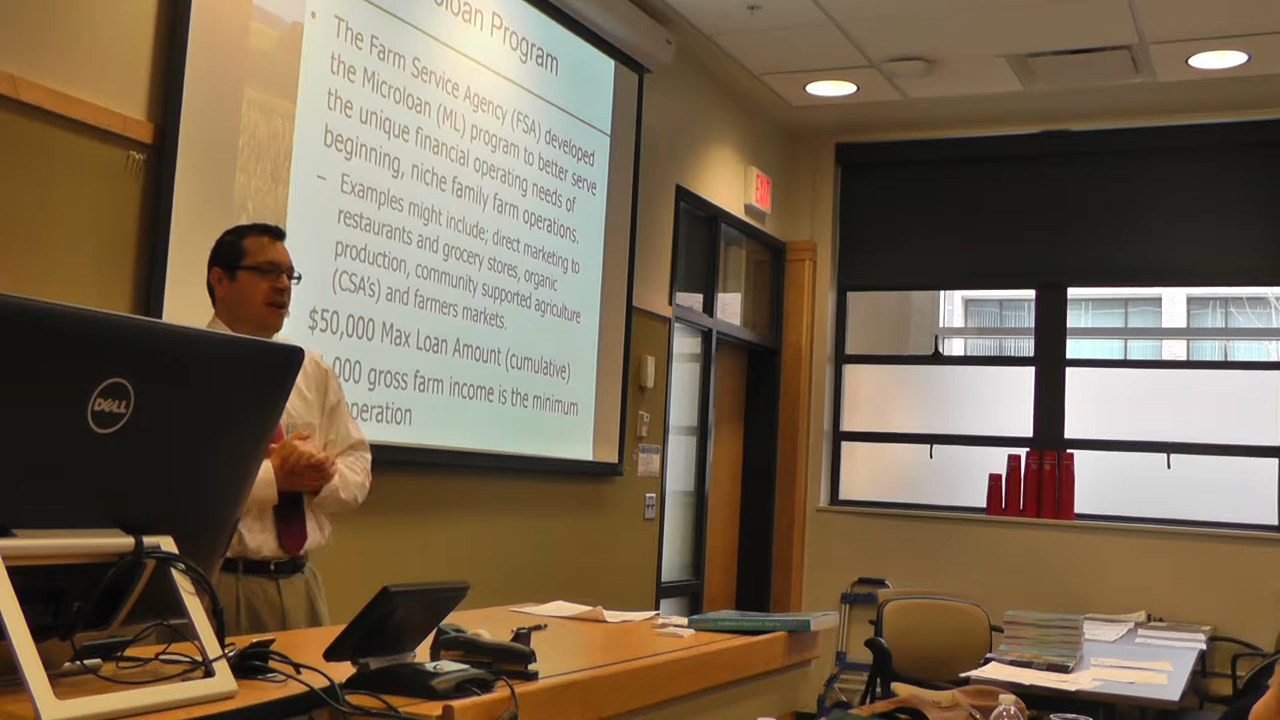 Program
The Farm Service Agency (FSA) developed
the Microloan (ML) program to better serve
the unique financial operating needs of
beginning, niche family farm operations.
– Examples might include; direct marketing to
restaurants and grocery stores, organic
production, community supported agriculture
(CSA's) and farmers markets.
$50,000 Max Loan Amount (cumulative)
000 gross farm income is the minimum
EXIT
DELL